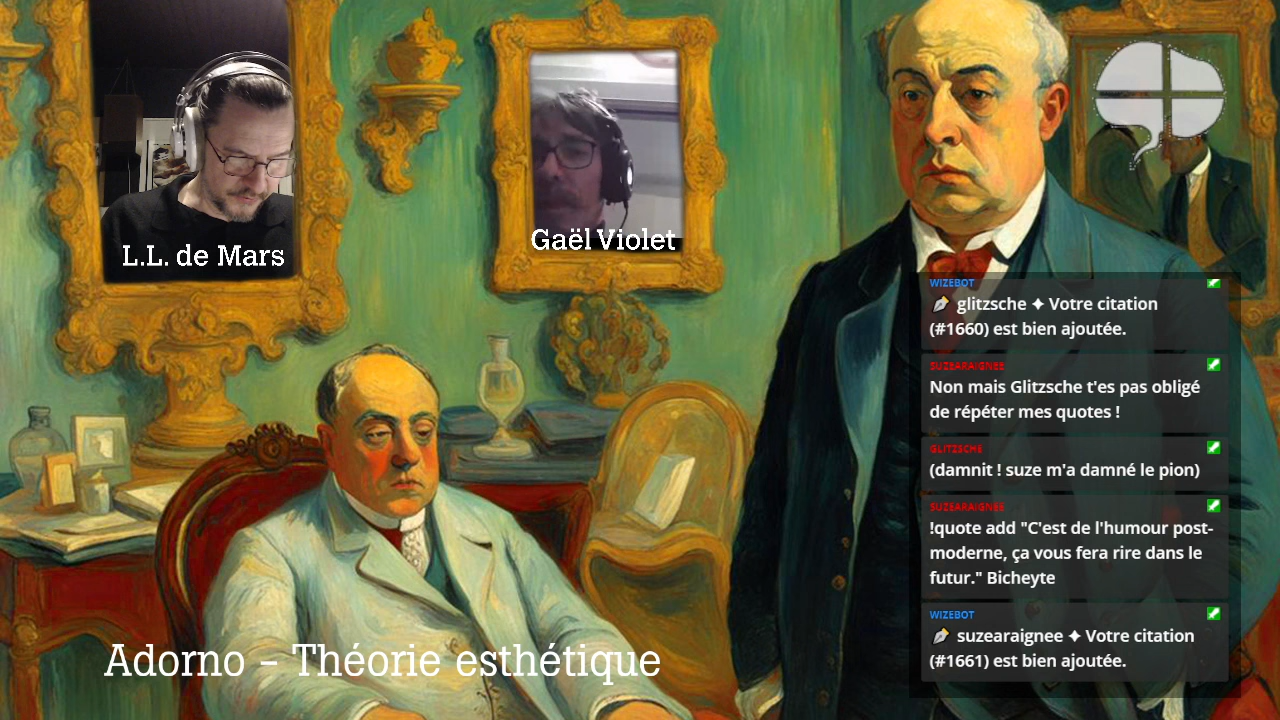 L.L. de Mars
Gaël Violet
WIZEBOT
glitzsche ✦ Votre citation
(#1660) est bien ajoutée.
SUZEARAIGNEE
Non mais Glitzsche t'es pas obligé
de répéter mes quotes !
GLITZSCHE
(damnit ! suze m'a damné le pion)
SUZEARAIGNEE
!quote add "C'est de l'humour post-
moderne, ça vous fera rire dans le
futur." Bicheyte
WIZEBOT
suzearaignee ✦ Votre citation
(#1661) est bien ajoutée.
Adorno – Théorie esthétique